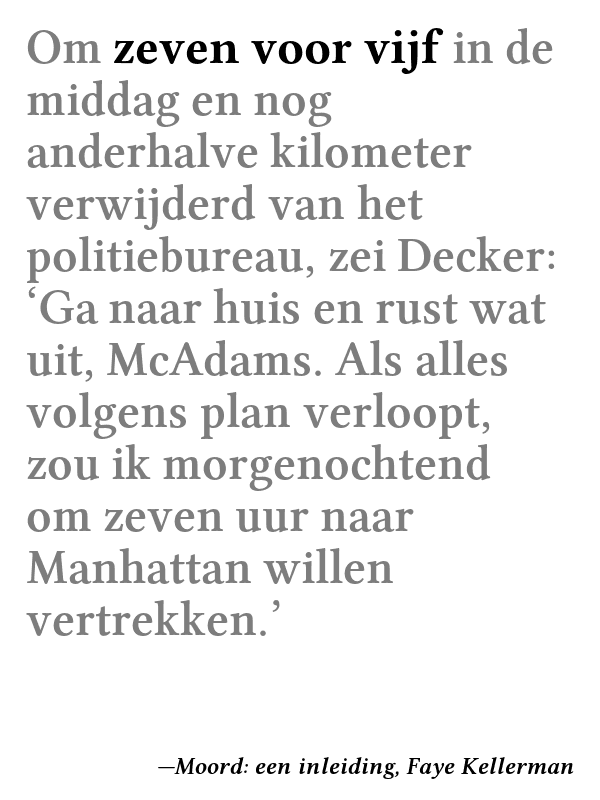 Om zeven voor vijf in de
middag en nog
anderhalve kilometer
verwijderd van het
politiebureau, zei Decker:
‘Ga naar huis en rust wat
uit, McAdams. Als alles
volgens plan verloopt,
zou ik morgenochtend
om zeven uur naar
Manhattan willen
vertrekken.’
—Moord: een inleiding, Faye Kellerman